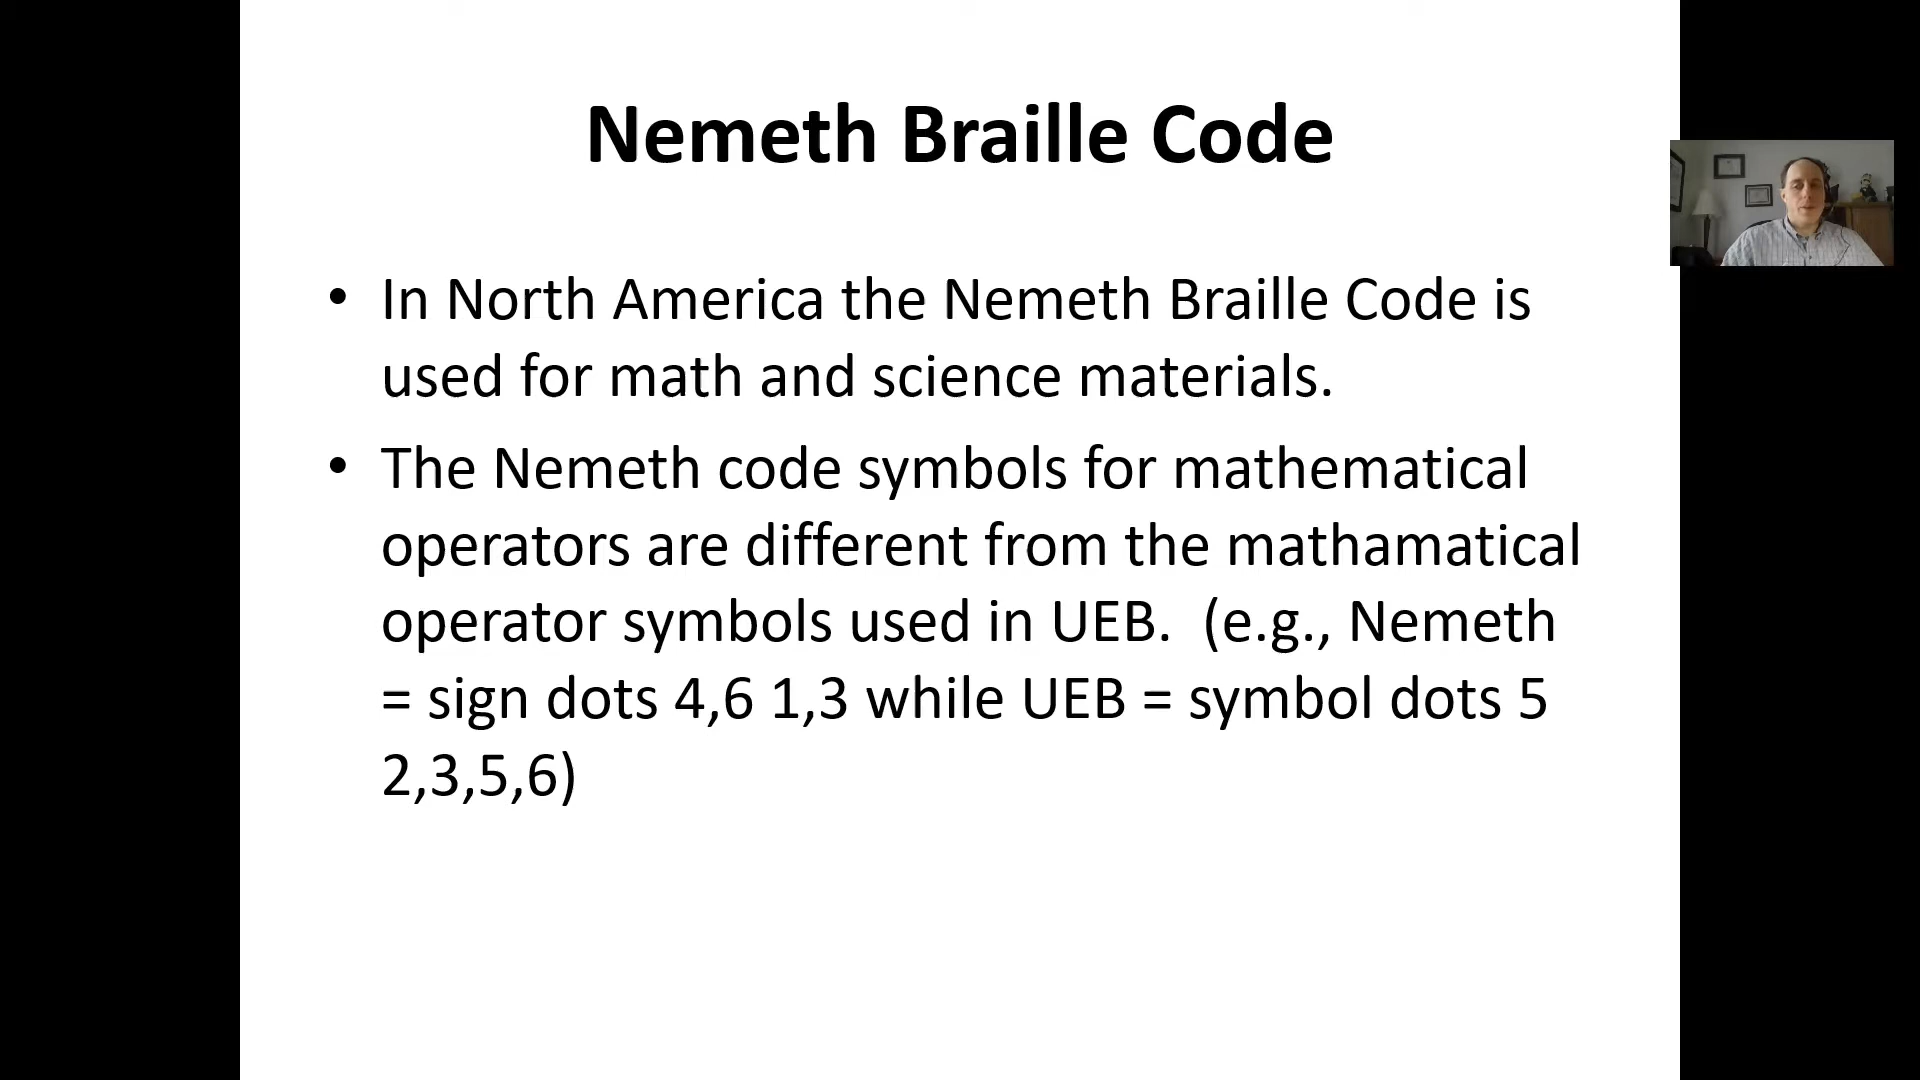 Nemeth Braille Code
• In North America the Nemeth Braille Code is
used for math and science materials.
• The Nemeth code symbols for mathematical
operators are different from the mathamatical
operator symbols used in UEB.  (e.g., Nemeth
= sign dots 4,6 1,3 while UEB = symbol dots 5
2,3,5,6)